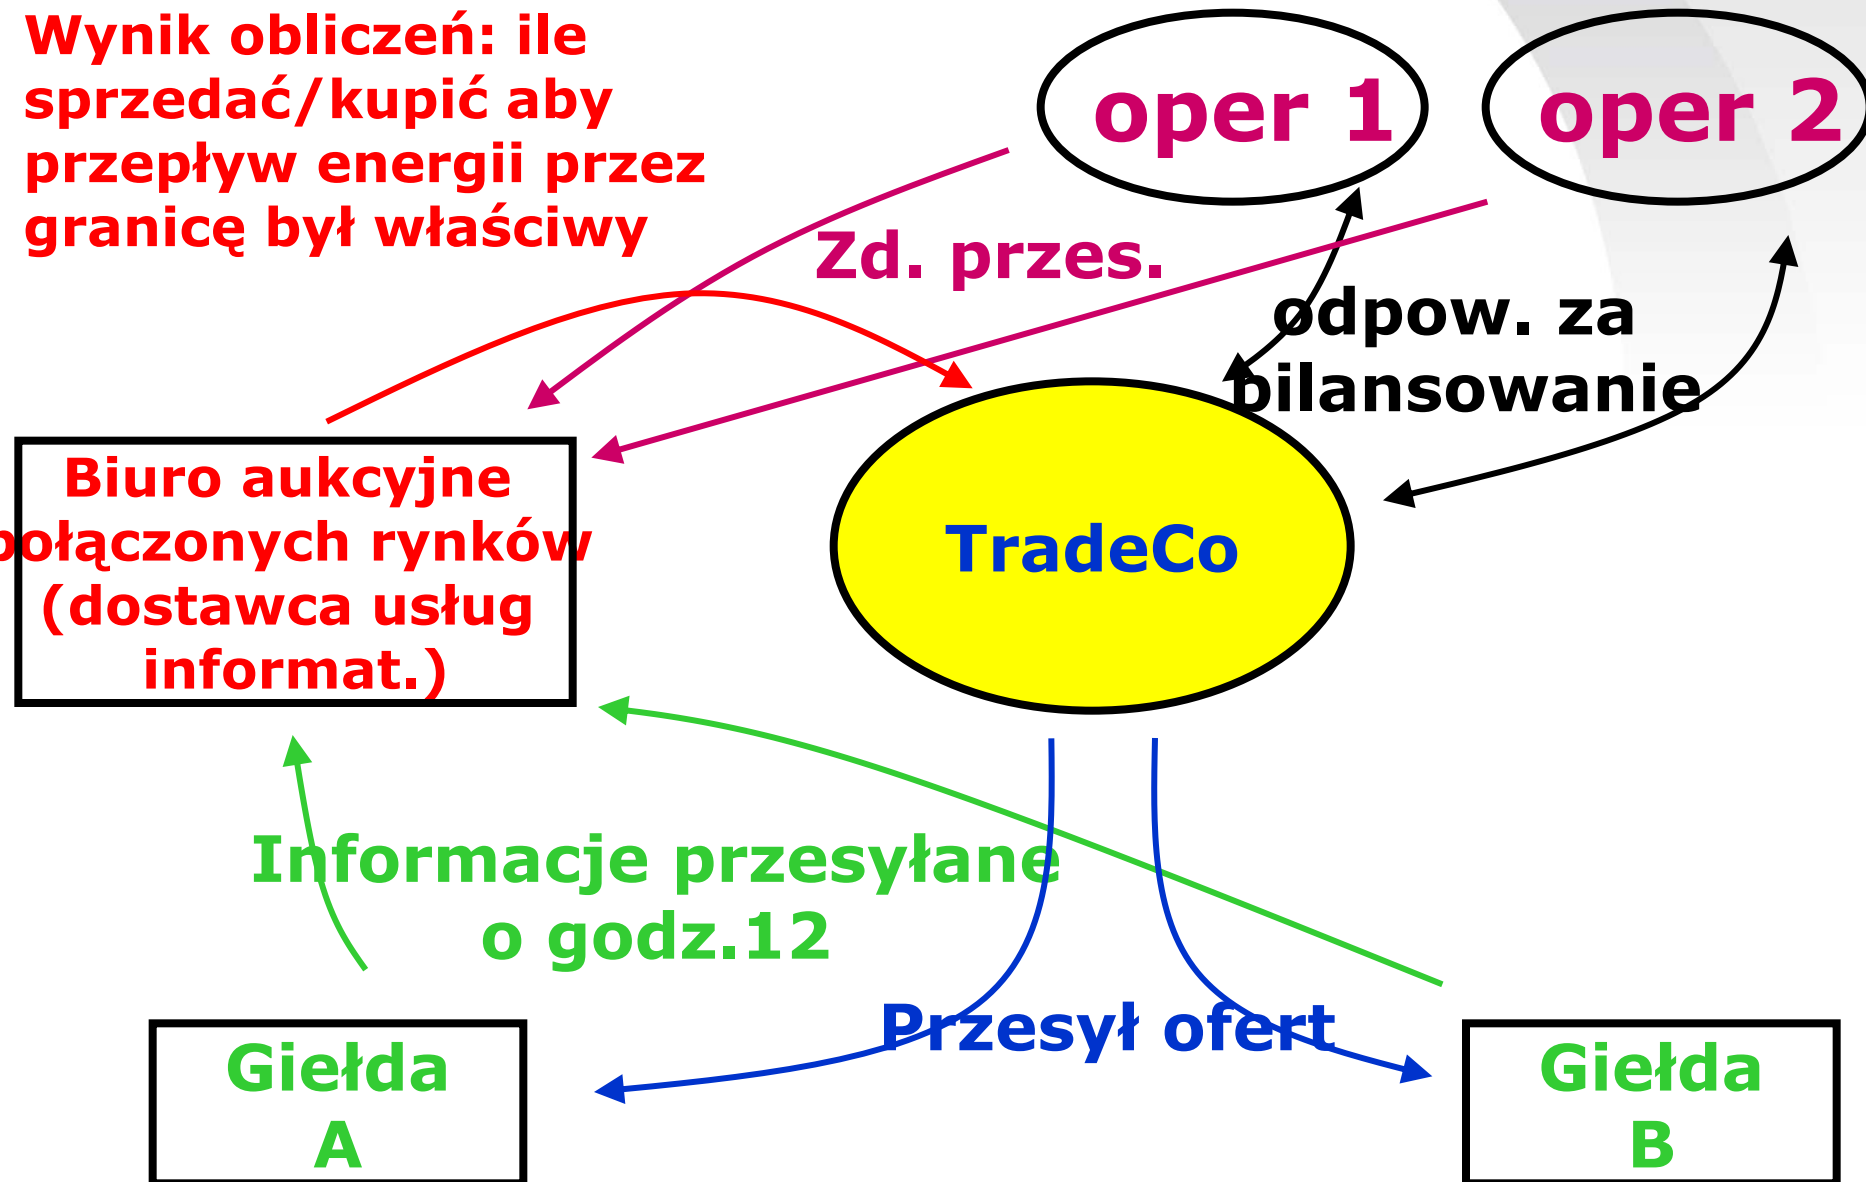 Wynik obliczeń: ile
sprzedać/kupić aby
przepływ energii przez
granicę był właściwy
oper 1
oper 2
Zd. przes.
odpow. za
bilansowanie
Biuro aukcyjne
połączonych rynków
(dostawca usług
informat.)
TradeCo
Informacje przesyłane
o godz.12
Przesył ofert
Giełda
A
Giełda
B